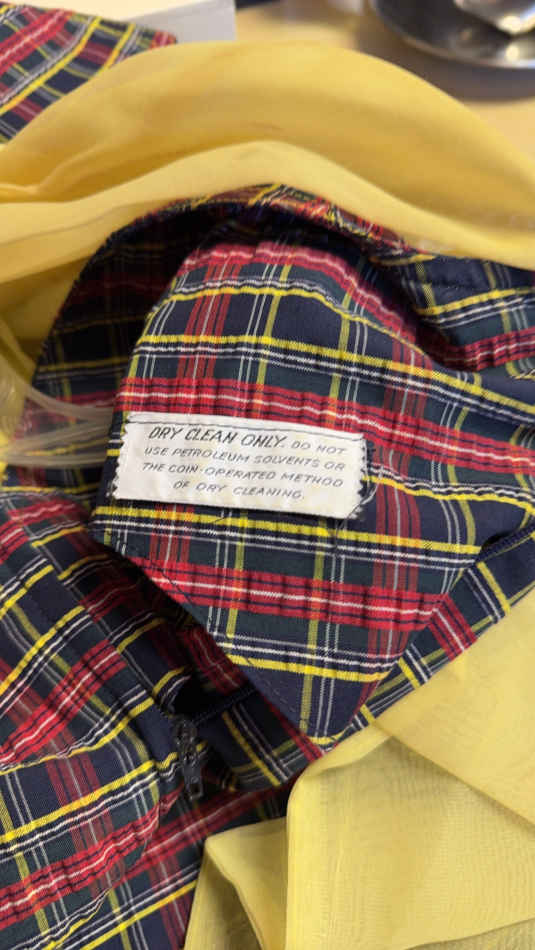 DRY CLEAN ONLY. DO NOT
USE PETROLEUM SOLVENTS OR
THE COIN-OPERATED METHOD
OF DRY CLEANING.